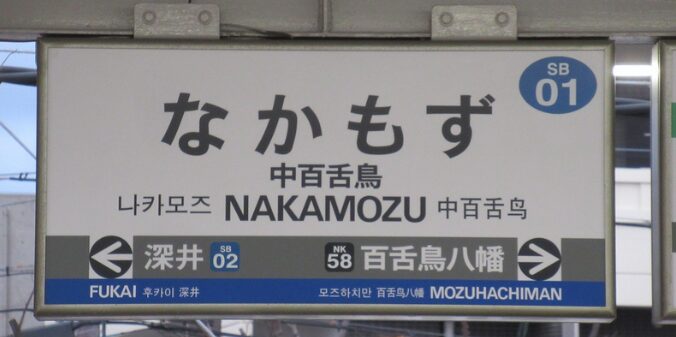 SB
01
なかもず
中百舌鳥
나카모즈 NAKAMOZU 中百舌鸟
深井 SB 02 NK 58 百舌鳥八幡
FUKAI 후카이 深井 모즈하치만 百舌鸟八幡 MOZUHACHIMAN